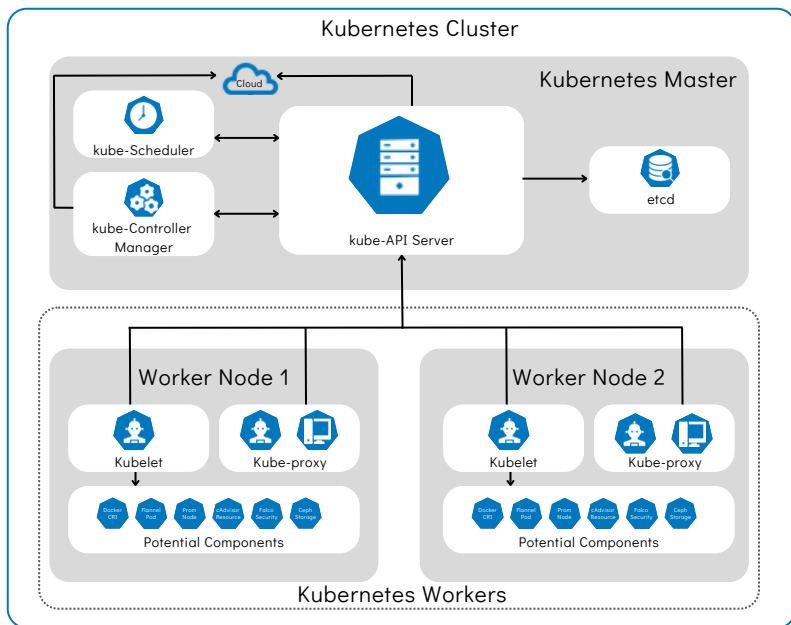 Kubernetes Cluster
Kubernetes Master
Cloud
kube-Scheduler
kube-Controller
Manager
kube-API Server
etcd
Worker Node 1
Kubelet
Kube-proxy
Docker
CRI
Flannel
Pod
Prom
Node
cAdvisor
Resource
Falco
Security
Ceph
Storage
Potential Components
Worker Node 2
Kubelet
Kube-proxy
Docker
CRI
Flannel
Pod
Prom
Node
cAdvisor
Resource
Falco
Security
Ceph
Storage
Potential Components
Kubernetes Workers